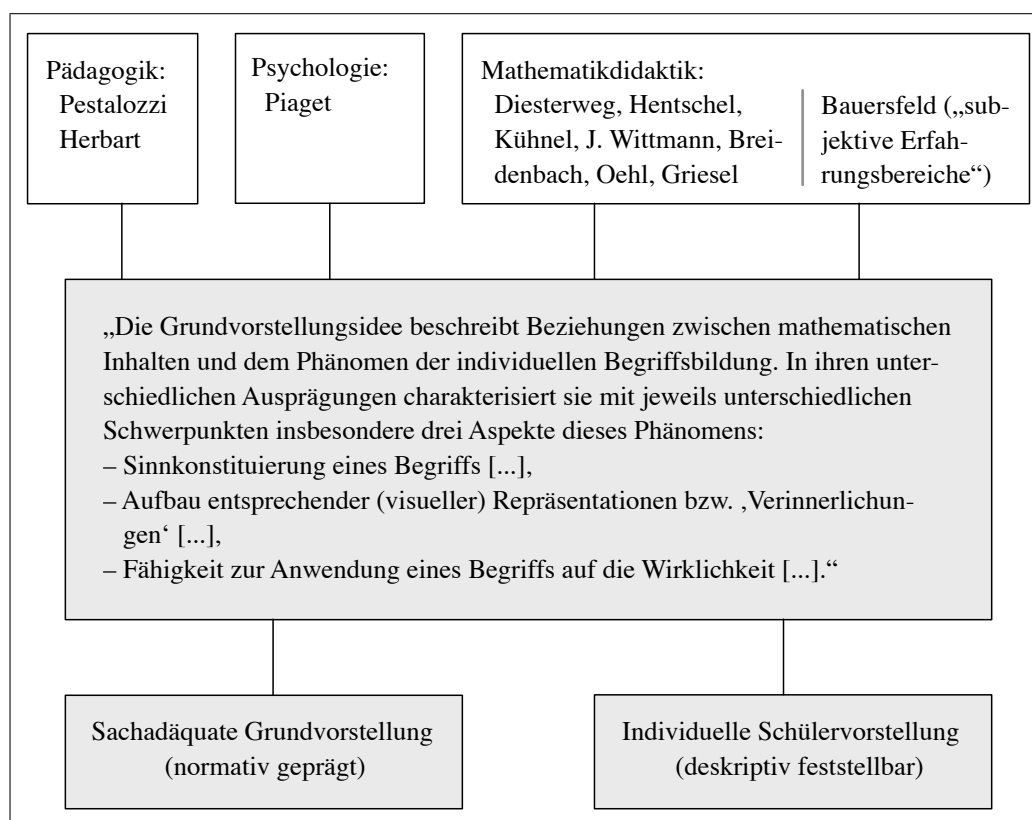 Pädagogik:
Pestalozzi
Herbart
Psychologie:
Piaget
Mathematikdidaktik:
Diesterweg, Hentschel,
Kühnel, J. Wittmann, Brei-
denbach, Oehl, Griesel
Bauersfeld („sub-
jektive Erfah-
rungsbereiche“)
„Die Grundvorstellungsidee beschreibt Beziehungen zwischen mathematischen
Inhalten und dem Phänomen der individuellen Begriffsbildung. In ihren unter-
schiedlichen Ausprägungen charakterisiert sie mit jeweils unterschiedlichen
Schwerpunkten insbesondere drei Aspekte dieses Phänomens:
– Sinnkonstituierung eines Begriffs [...],
– Aufbau entsprechender (visueller) Repräsentationen bzw. ‚Verinnerlichun-
gen‘ [...],
– Fähigkeit zur Anwendung eines Begriffs auf die Wirklichkeit [...].“
Sachadäquate Grundvorstellung
(normativ geprägt)
Individuelle Schülervorstellung
(deskriptiv feststellbar)